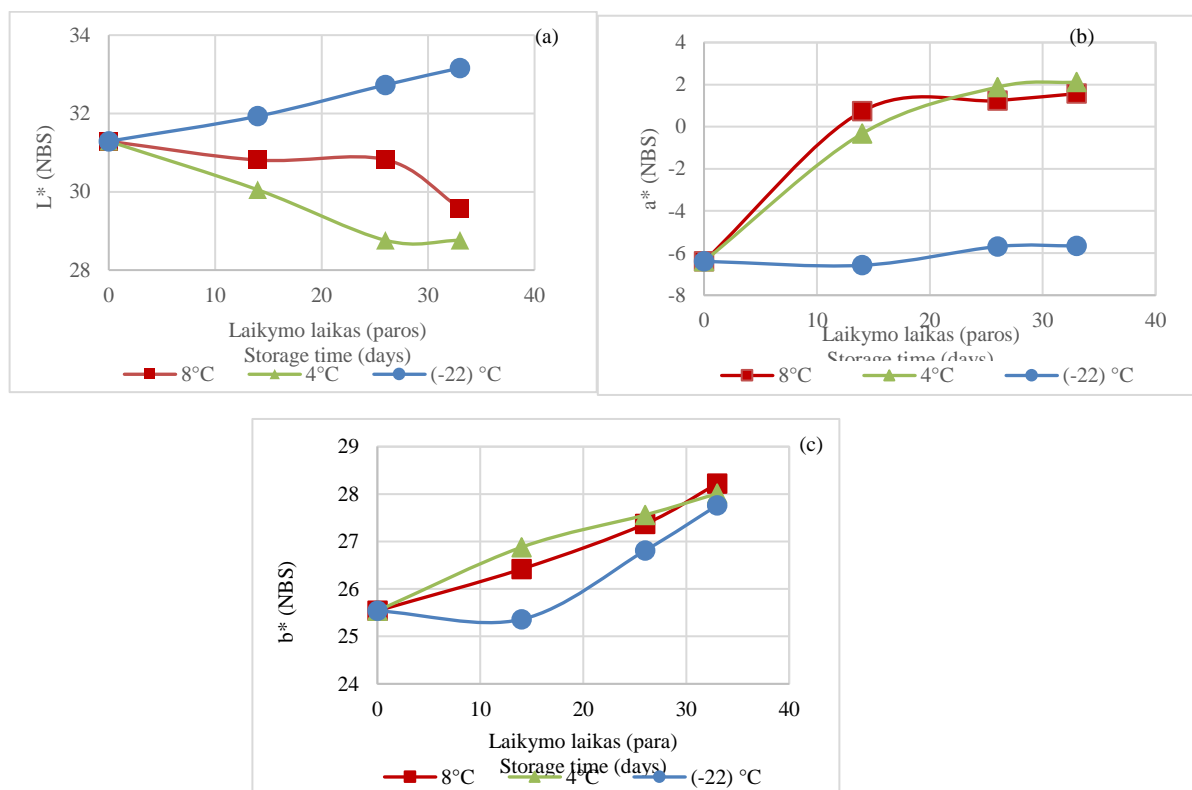 34
(a)
32
30
28
L* (NBS)
0 10 20 30 40
Laikymo laikas (paros)
Storage time (days)
8°C 4°C (-22) °C
4
(b)
2
0
-2
-4
-6
-8
a* (NBS)
0 10 20 30 40
Laikymo laikas (paros)
Storage time (days)
8°C 4°C (-22) °C
29
(c)
28
27
26
25
24
b* (NBS)
0 10 20 30 40
Laikymo laikas (para)
Storage time (days)
8°C 4°C (-22) °C